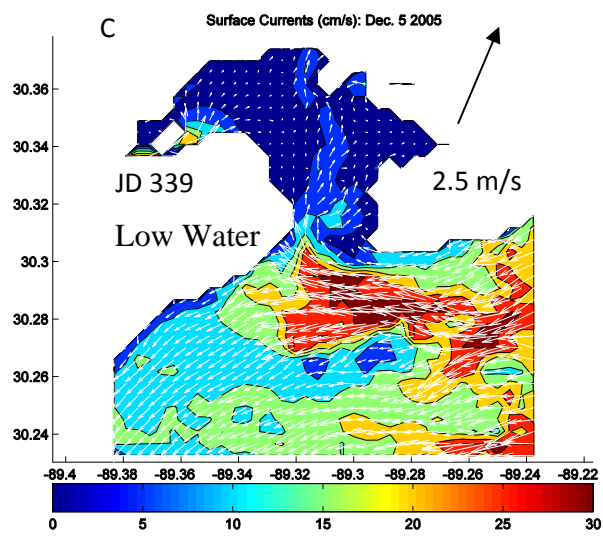 C
Surface Currents (cm/s): Dec. 5 2005
30.36
30.34
30.32
30.3
30.28
30.26
30.24
JD 339
2.5 m/s
Low Water
-89.4 -89.38 -89.36 -89.34 -89.32 -89.3 -89.28 -89.26 -89.24 -89.22
0 5 10 15 20 25 30